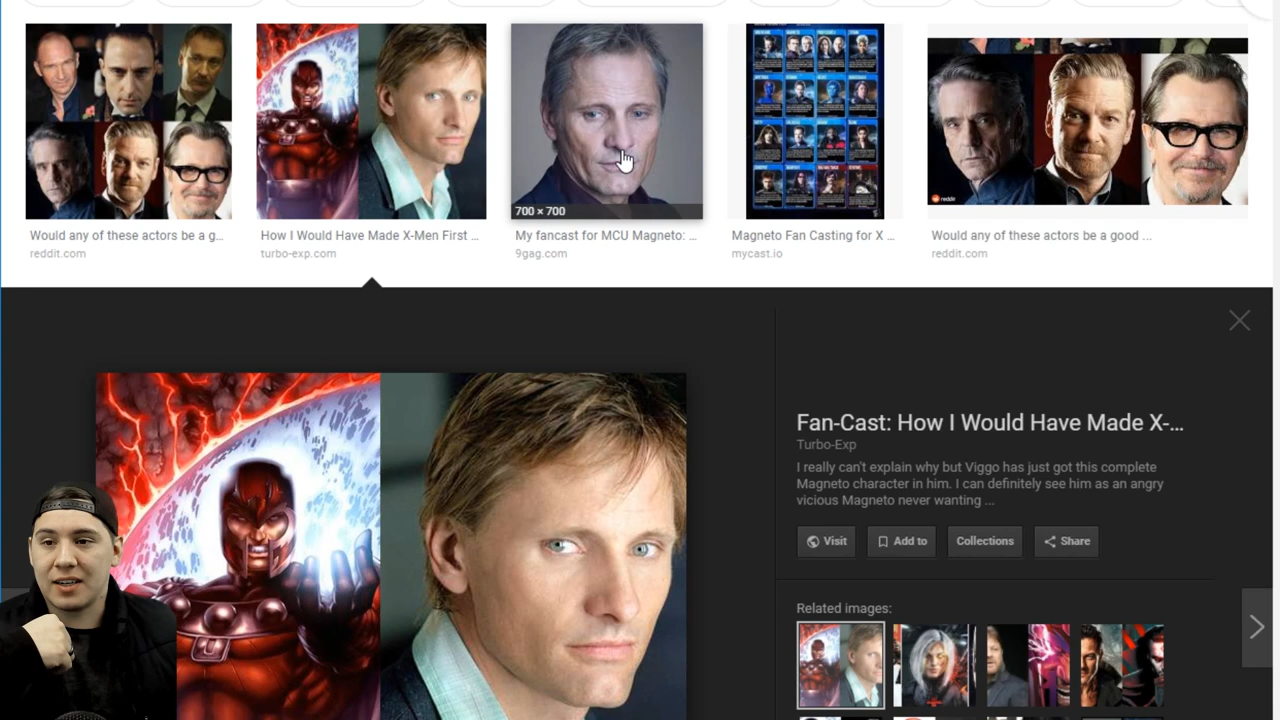 700 × 700
Would any of these actors be a g...
reddit.com
How I Would Have Made X-Men First ...
turbo-exp.com
My fancast for MCU Magneto: ...
9gag.com
Magneto Fan Casting for X ...
mycast.io
reddit
Would any of these actors be a good ...
reddit.com
Fan-Cast: How I Would Have Made X-...
Turbo-Exp
I really can't explain why but Viggo has just got this complete
Magneto character in him. I can definitely see him as an angry
vicious Magneto never wanting ...
Visit
Add to
Collections
Share
Related images: